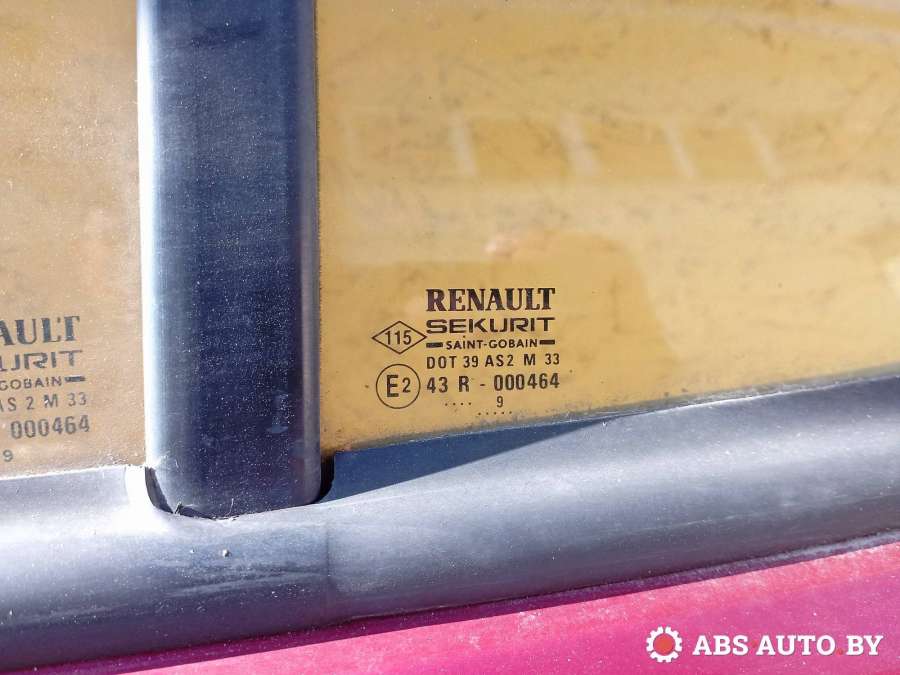 AULT
KURIT
GOBAIN
AS 2 M 33
000464
9
RENAULT
115 SEKURIT
SAINT-GOBAIN
DOT 39 AS2 M 33
E2 43 R - 000464
.... 9
.....
ABS AUTO BY